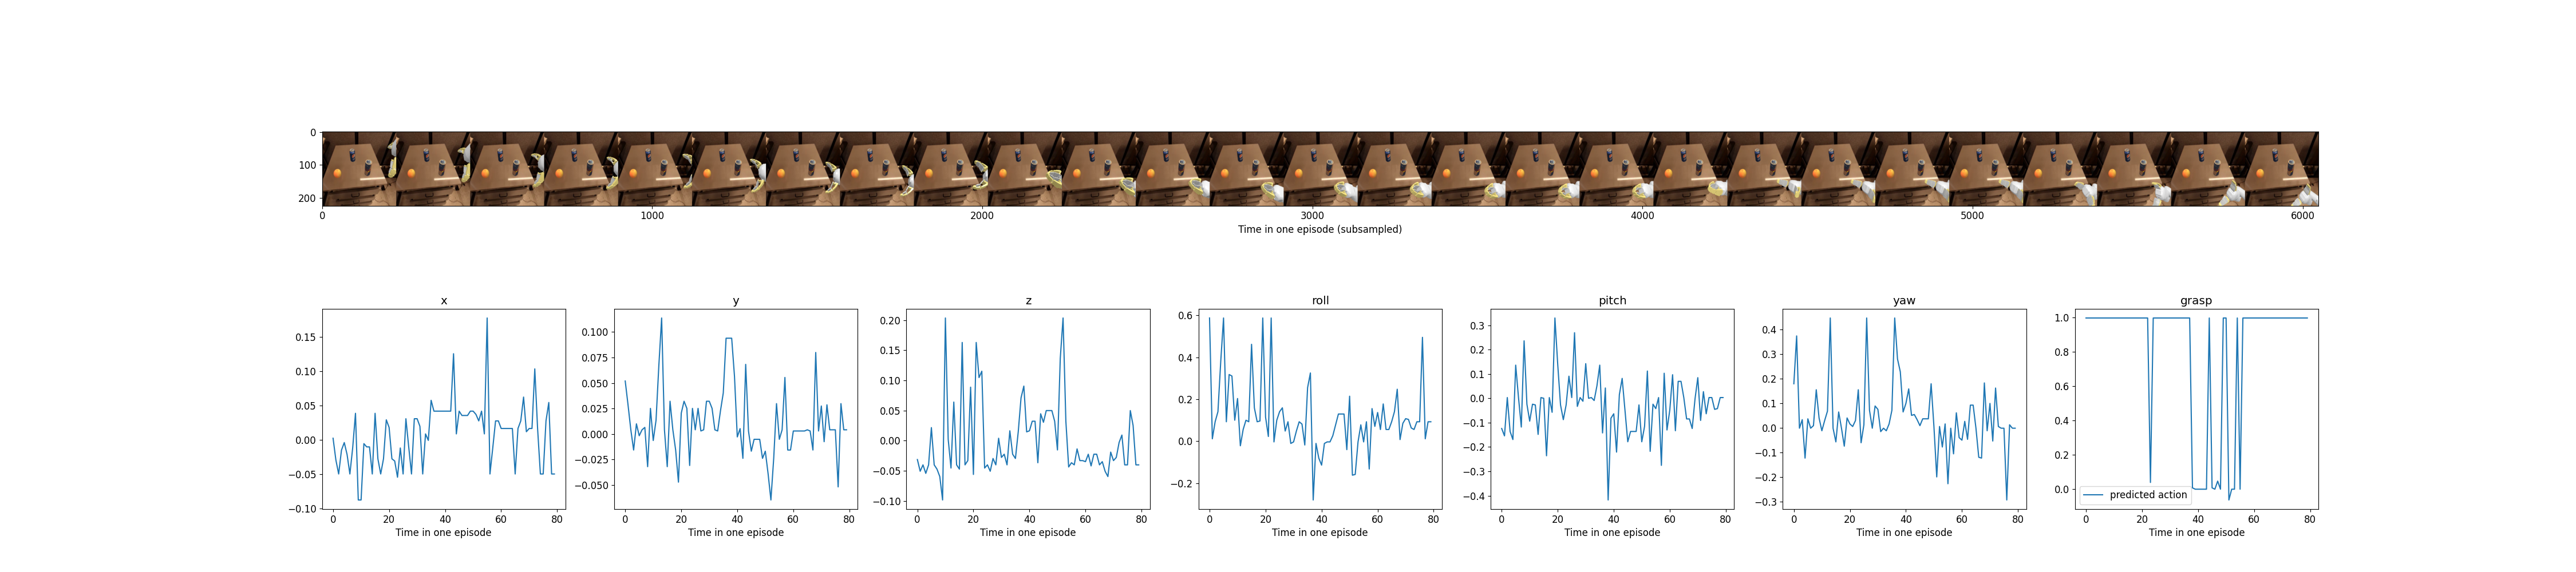 0
100
200
0 1000 2000 3000 4000 5000 6000
Time in one episode (subsampled)
x
0.15
0.10
0.05
0.00
−0.05
−0.10
0 20 40 60 80
Time in one episode
y
0.100
0.075
0.050
0.025
0.000
−0.025
−0.050
0 20 40 60 80
Time in one episode
z
0.20
0.15
0.10
0.05
0.00
−0.05
−0.10
0 20 40 60 80
Time in one episode
roll
0.6
0.4
0.2
0.0
−0.2
0 20 40 60 80
Time in one episode
pitch
0.3
0.2
0.1
0.0
−0.1
−0.2
−0.3
−0.4
0 20 40 60 80
Time in one episode
yaw
0.4
0.3
0.2
0.1
0.0
−0.1
−0.2
−0.3
0 20 40 60 80
Time in one episode
grasp
1.0
0.8
0.6
0.4
0.2
0.0
predicted action
0 20 40 60 80
Time in one episode